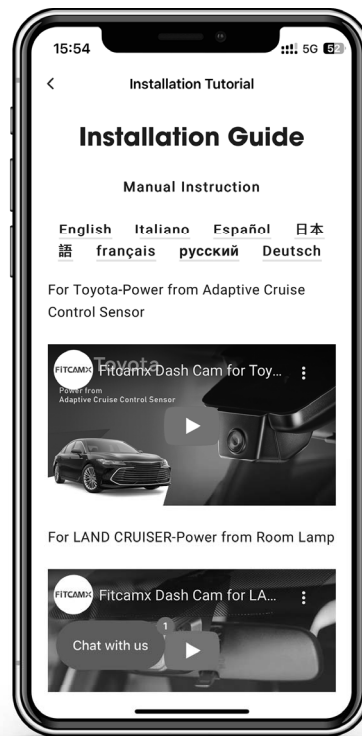 15:54
5G 52
Installation Tutorial
Installation Guide
Manual Instruction
English Italiano Español 日本
語 français русский Deutsch
For Toyota-Power from Adaptive Cruise
Control Sensor
FITCAMX Fitcamx Dash Cam for Toy...
Toyota
Power from
Adaptive Cruise Control Sensor
For LAND CRUISER-Power from Room Lamp
FITCAMX Fitcamx Dash Cam for LA...
1
Chat with us